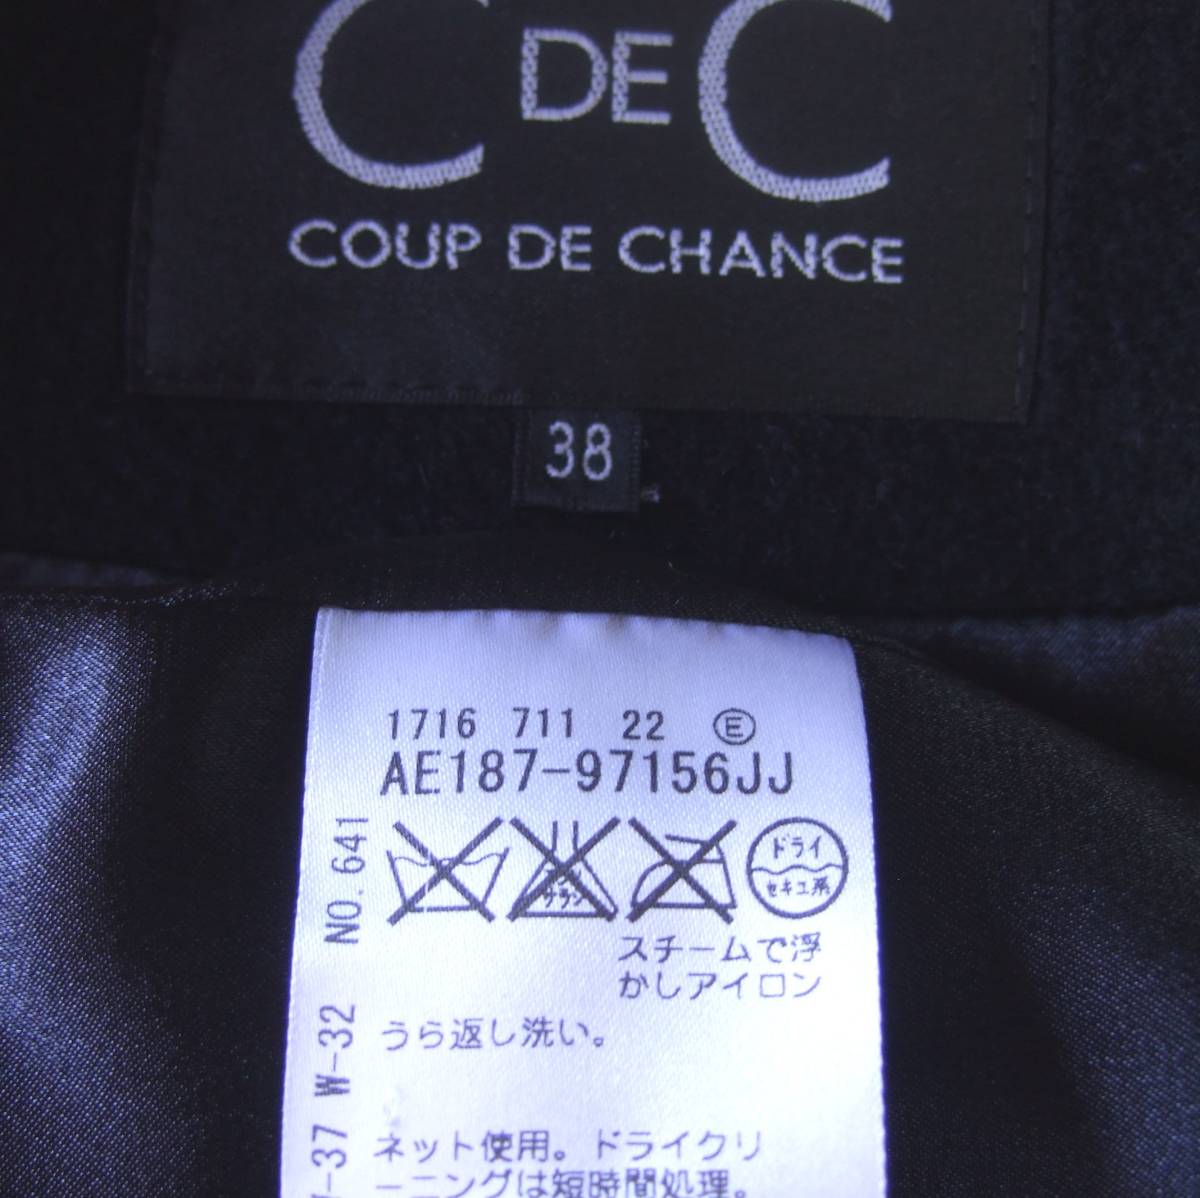 C DE C
COUP DE CHANCE
38
1716 711 22 Ⓔ
AE187-97156JJ
ドライ
セキユ系
スチームで浮
かしアイロン
うら返し洗い。
ネット使用。ドライクリ
ーニングは短時間処理。
NO.641
-37 W-32